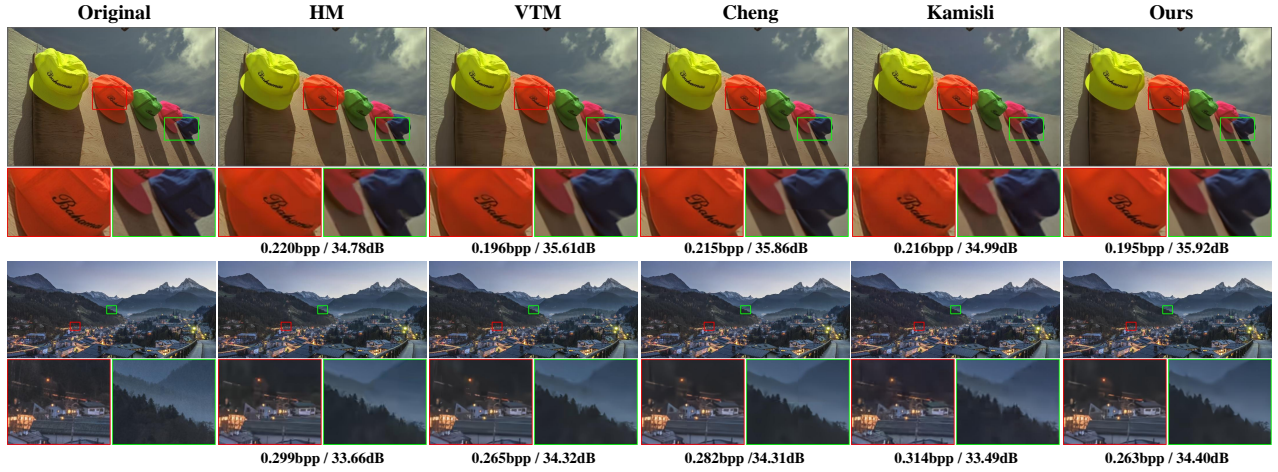 Original HM VTM Cheng Kamisli Ours
Bahamas
0.220bpp / 34.78dB 0.196bpp / 35.61dB 0.215bpp / 35.86dB 0.216bpp / 34.99dB 0.195bpp / 35.92dB
0.299bpp / 33.66dB 0.265bpp / 34.32dB 0.282bpp /34.31dB 0.314bpp / 33.49dB 0.263bpp / 34.40dB